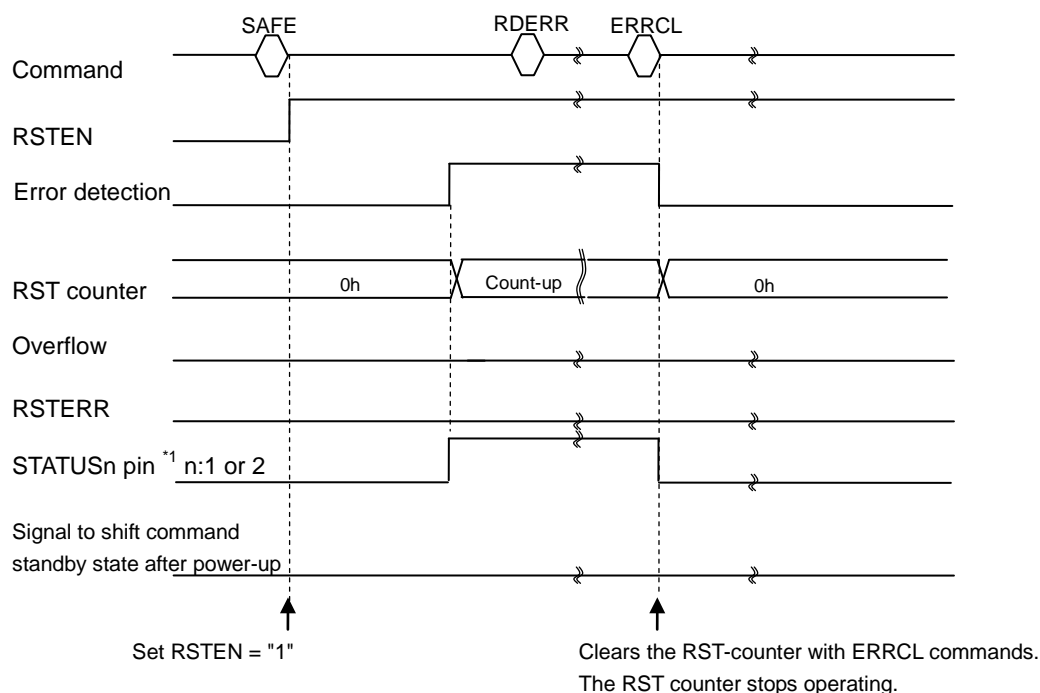 SAFE RDERR ERRCL
Command
RSTEN
Error detection
RST counter 0h Count-up 0h
Overflow
RSTERR
STATUSn pin *1 n:1 or 2
Signal to shift command
standby state after power-up
Set RSTEN = "1"
Clears the RST-counter with ERRCL commands.
The RST counter stops operating.